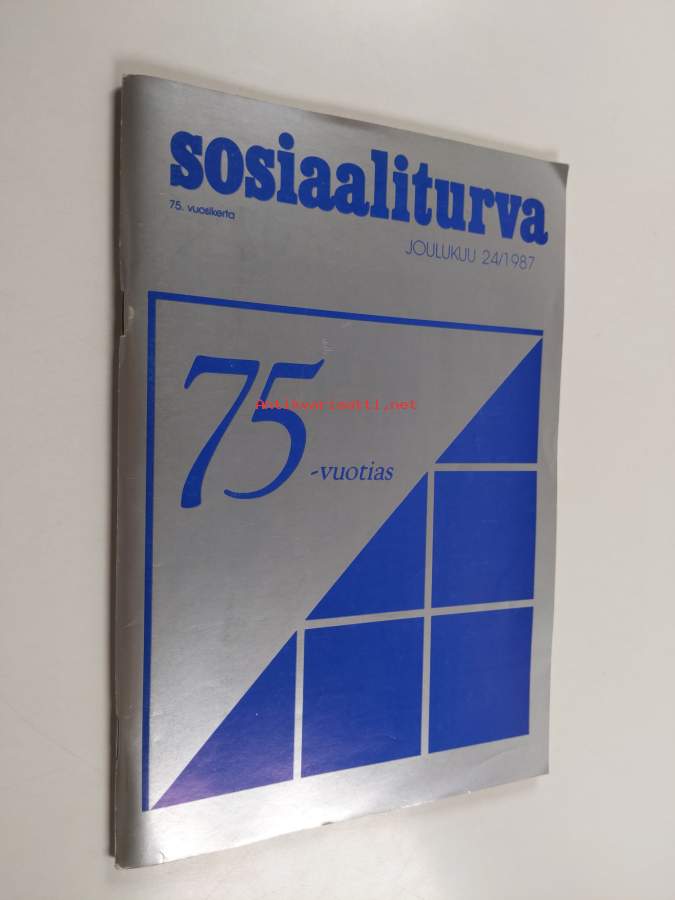 sosiaaliturva
75. vuosikerta
JOULUKUU 24/1987
75
Antikvariaatti.net
-vuotias